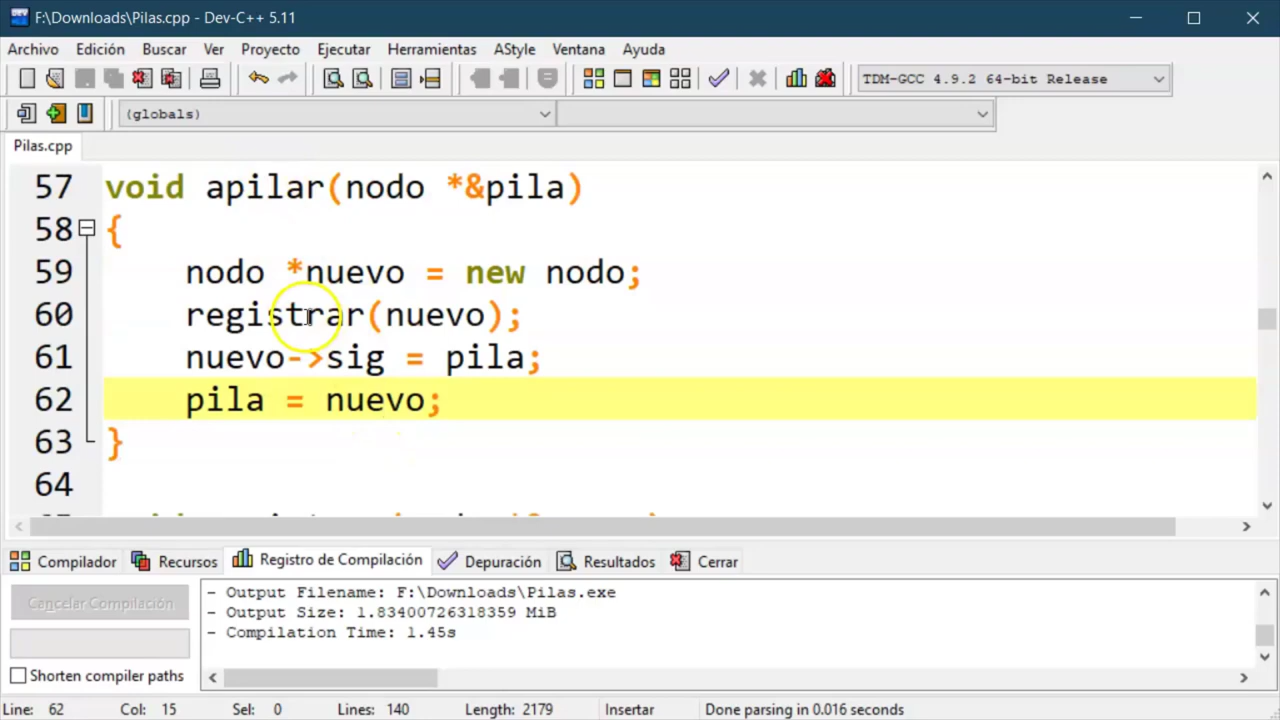 F:\Downloads\Pilas.cpp - Dev-C++ 5.11
Archivo Edición Buscar Ver Proyecto Ejecutar Herramientas AStyle Ventana Ayuda
TDM-GCC 4.9.2 64-bit Release
(globals)
Pilas.cpp
57 void apilar(nodo *&pila)
58 {
59 nodo *nuevo = new nodo;
60 registrar(nuevo);
61 nuevo->sig = pila;
62 pila = nuevo;
63 }
64
Compilador Recursos Registro de Compilación Depuración Resultados Cerrar
Cancelar Compilación
- Output Filename: F:\Downloads\Pilas.exe
- Output Size: 1.83400726318359 MiB
- Compilation Time: 1.45s
Shorten compiler paths
Line: 62 Col: 15 Sel: 0 Lines: 140 Length: 2179 Insertar Done parsing in 0.016 seconds